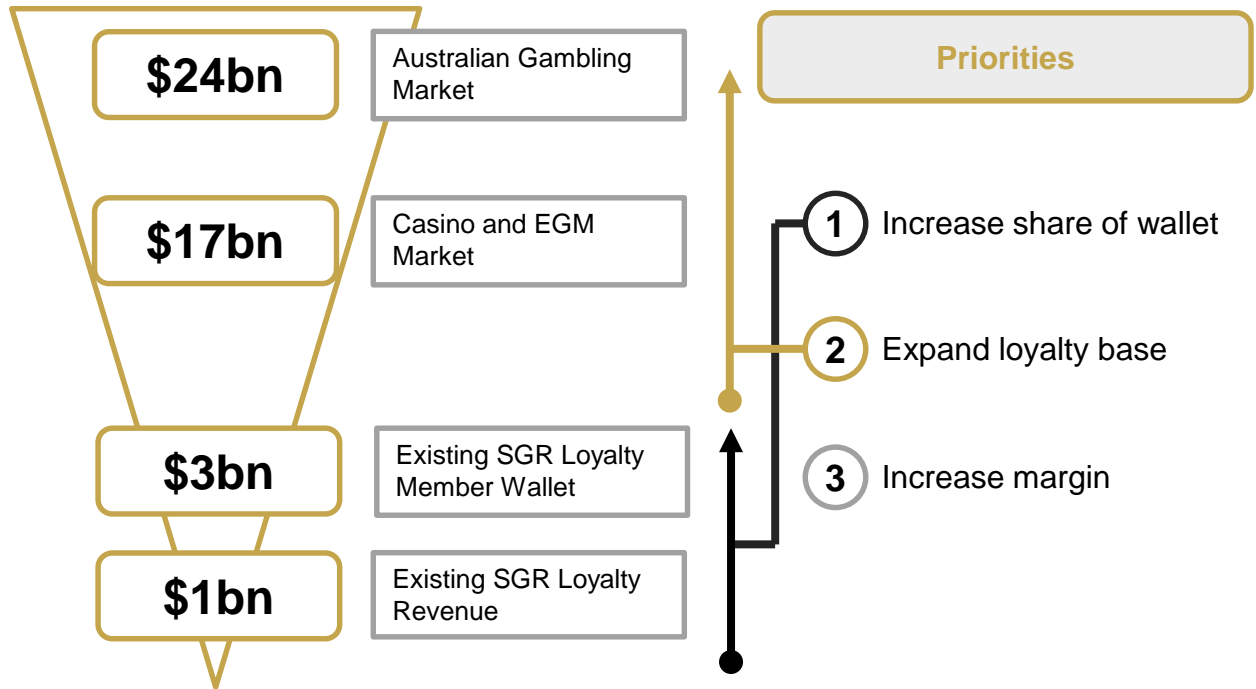 $24bn
Australian Gambling
Market
Priorities
$17bn
Casino and EGM
Market
1 Increase share of wallet
2 Expand loyalty base
$3bn
Existing SGR Loyalty
Member Wallet
3 Increase margin
$1bn
Existing SGR Loyalty
Revenue